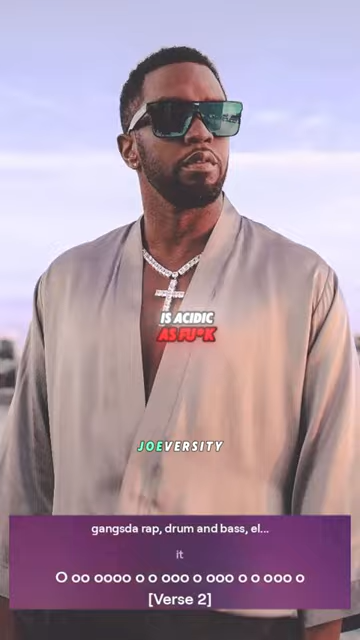 IS ACIDIC
AS FU*K
JOEVERSITY
gangsda rap, drum and bass, el...
it
O oo oooo o o ooo o ooo o o ooo o
[Verse 2]